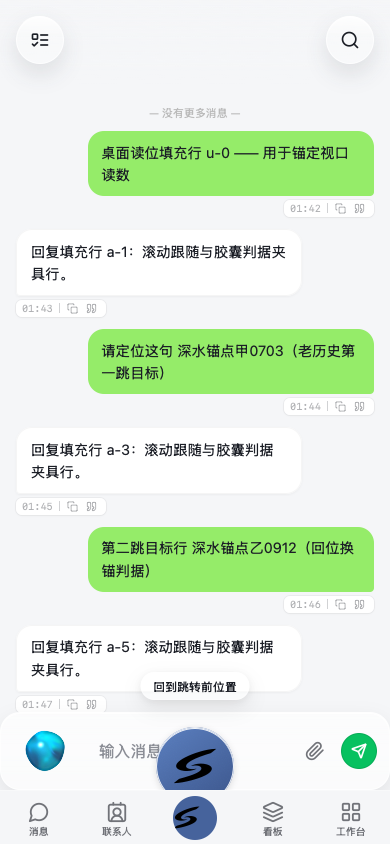 — 没有更多消息 —
桌面读位填充行 u-0 —— 用于锚定视口
读数
01:42
回复填充行 a-1：滚动跟随与胶囊判据夹
具行。
01:43
请定位这句 深水锚点甲0703（老历史第
一跳目标）
01:44
回复填充行 a-3：滚动跟随与胶囊判据
夹具行。
01:45
第二跳目标行 深水锚点乙0912（回位换
锚判据）
01:46
回复填充行 a-5：滚动跟随与胶囊判据
夹具行。
回到跳转前位置
01:47
输入消息
消息
联系人
看板
工作台